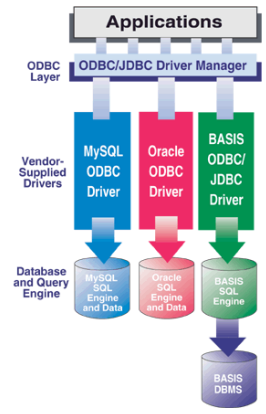 Applications
ODBC
Layer
ODBC/JDBC Driver Manager
Vendor-
Supplied
Drivers
MySQL
ODBC
Driver
Oracle
ODBC
Driver
BASIS
ODBC/
JDBC
Driver
Database
and Query
Engine
MySQL
SQL
Engine
and Data
Oracle
SQL
Engine
and Data
BASIS
SQL
Engine
BASIS
DBMS